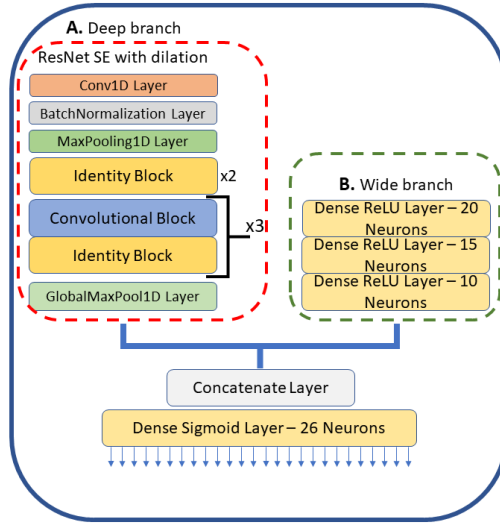 A. Deep branch
ResNet SE with dilation
Conv1D Layer
BatchNormalization Layer
MaxPooling1D Layer
Identity Block
x2
Convolutional Block
x3
Identity Block
GlobalMaxPool1D Layer
B. Wide branch
Dense ReLU Layer – 20
Neurons
Dense ReLU Layer – 15
Neurons
Dense ReLU Layer – 10
Neurons
Concatenate Layer
Dense Sigmoid Layer – 26 Neurons